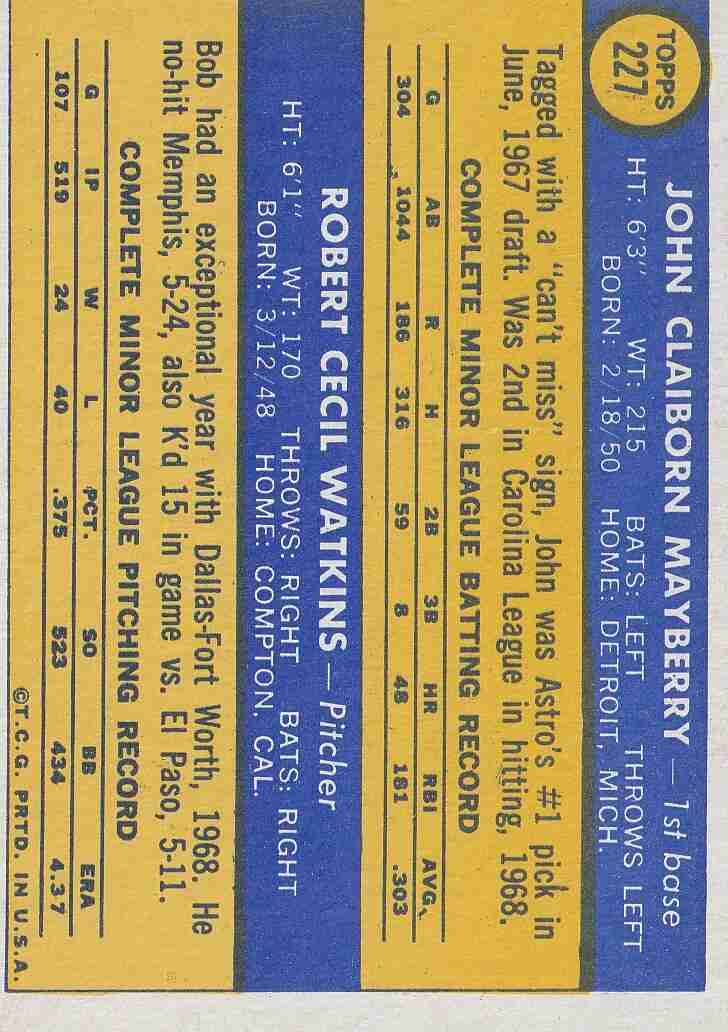 TOPPS
227
JOHN CLAIBORN MAYBERRY — 1st base
HT: 6'3" WT: 215 BATS: LEFT THROWS LEFT
BORN: 2/18/50 HOME: DETROIT, MICH.
Tagged with a "can't miss" sign, John was Astro's #1 pick in
June, 1967 draft. Was 2nd in Carolina League in hitting, 1968.
COMPLETE MINOR LEAGUE BATTING RECORD
G AB R H 2B 3B HR RBI AVG.
304 1044 186 316 59 8 48 181 .303
ROBERT CECIL WATKINS — Pitcher
HT: 6'1" WT: 170 THROWS: RIGHT BATS: RIGHT
BORN: 3/12/48 HOME: COMPTON, CAL.
Bob had an exceptional year with Dallas-Fort Worth, 1968. He
no-hit Memphis, 5-24, also K'd 15 in game vs. El Paso, 5-11.
COMPLETE MINOR LEAGUE PITCHING RECORD
G IP W L PCT. SO BB ERA
107 519 24 40 .375 523 434 4.37
©T.C.G. PRTD. IN U.S.A.